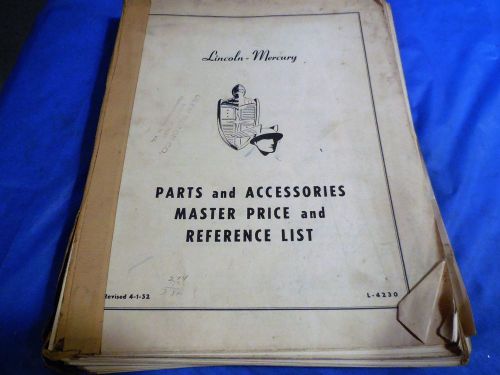 Lincoln-Mercury
PARTS and ACCESSORIES
MASTER PRICE and
REFERENCE LIST
Revised 4-1-52
L-4230